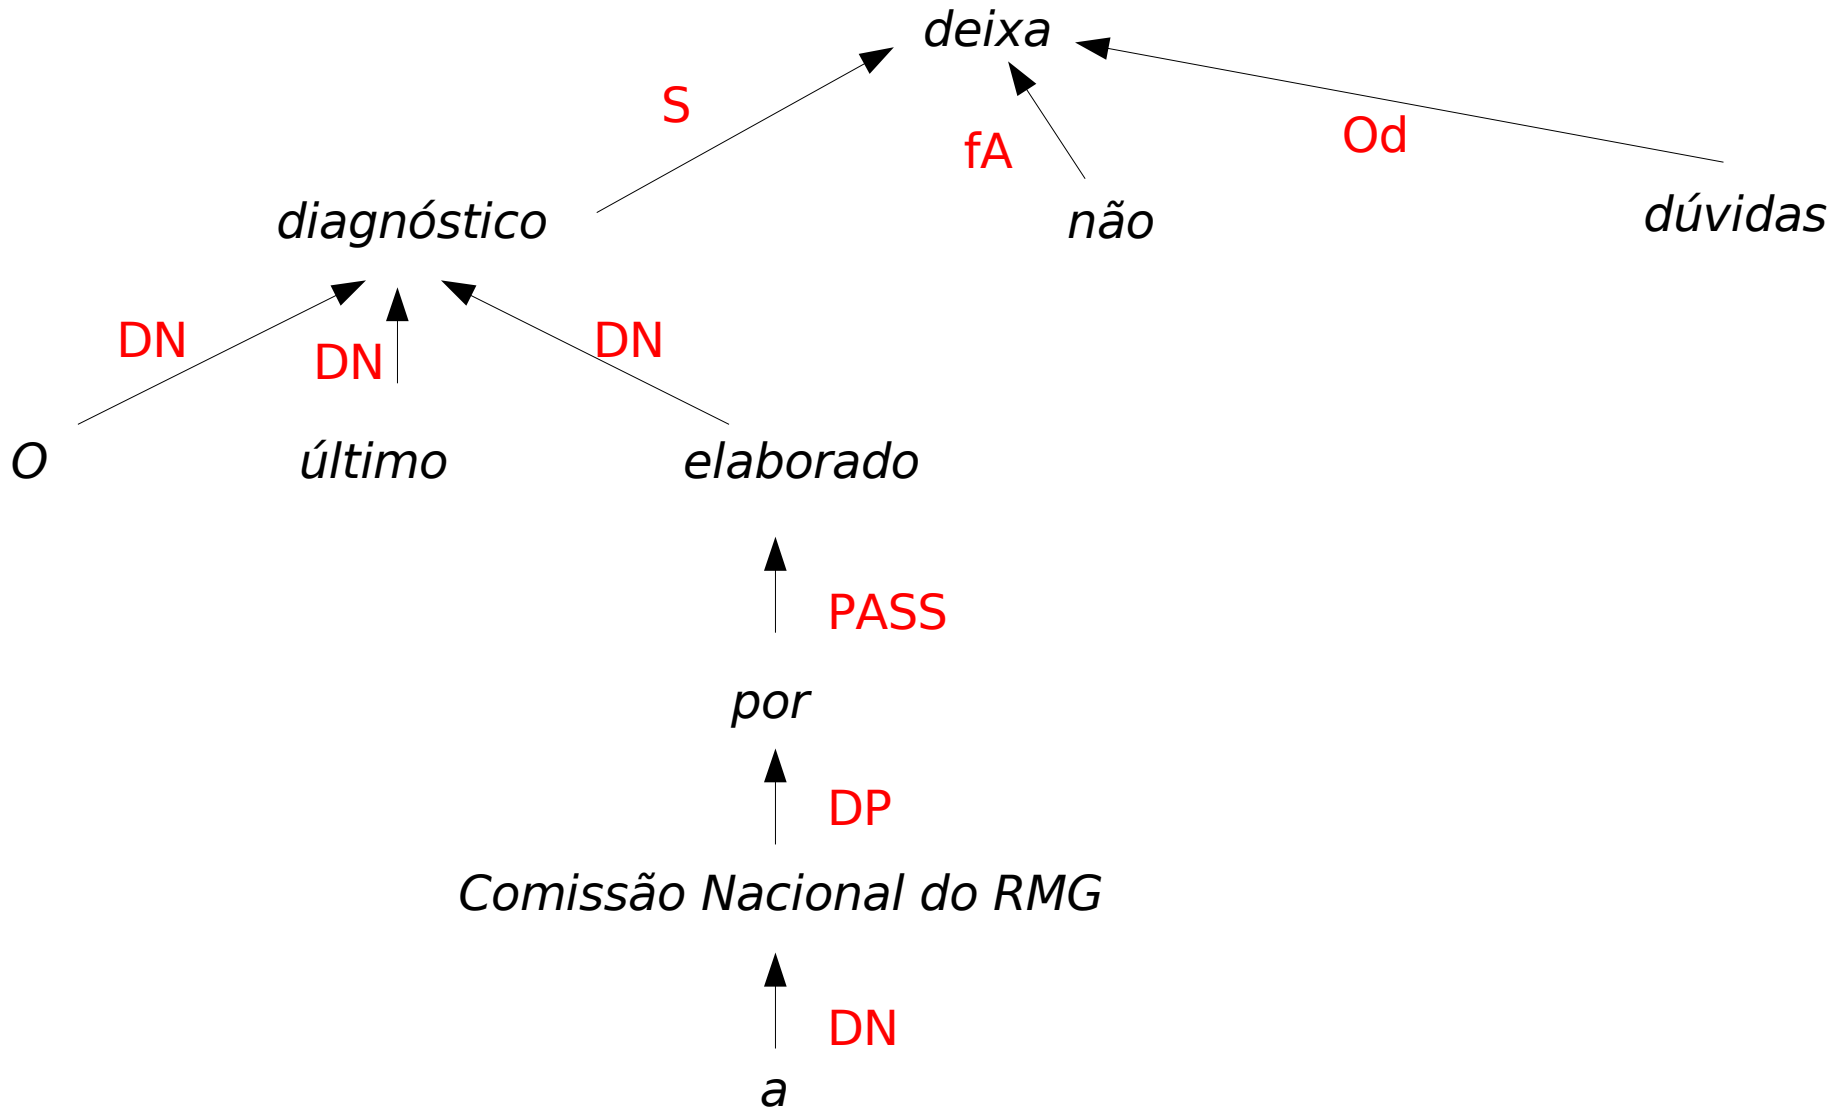 deixa
S
fA
Od
diagnóstico
não
dúvidas
DN
DN
DN
O
último
elaborado
PASS
por
DP
Comissão Nacional do RMG
DN
a